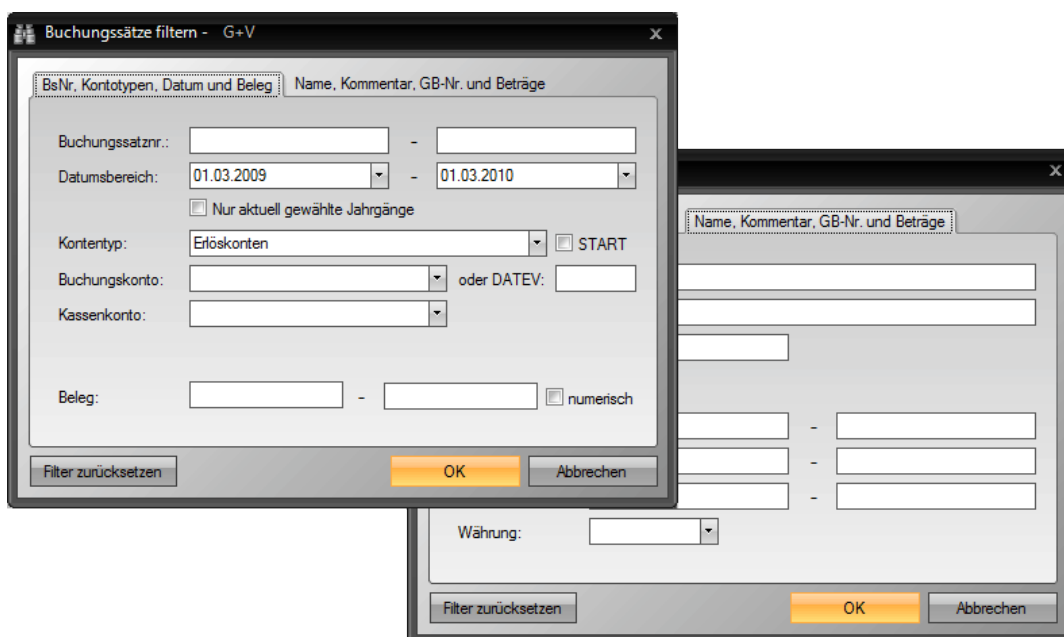 Buchungssätze filtern - G+V
BsNr, Kontotypen, Datum und Beleg
Name, Kommentar, GB-Nr. und Beträge
Buchungssatznr.: -
Datumsbereich: 01.03.2009 - 01.03.2010
Nur aktuell gewählte Jahrgänge
Kontentyp: Erlöskonten START
Buchungskonto: oder DATEV:
Kassenkonto:
Beleg: - numerisch
Filter zurücksetzen OK Abbrechen
Name, Kommentar, GB-Nr. und Beträge
-
-
-
Währung:
Filter zurücksetzen OK Abbrechen